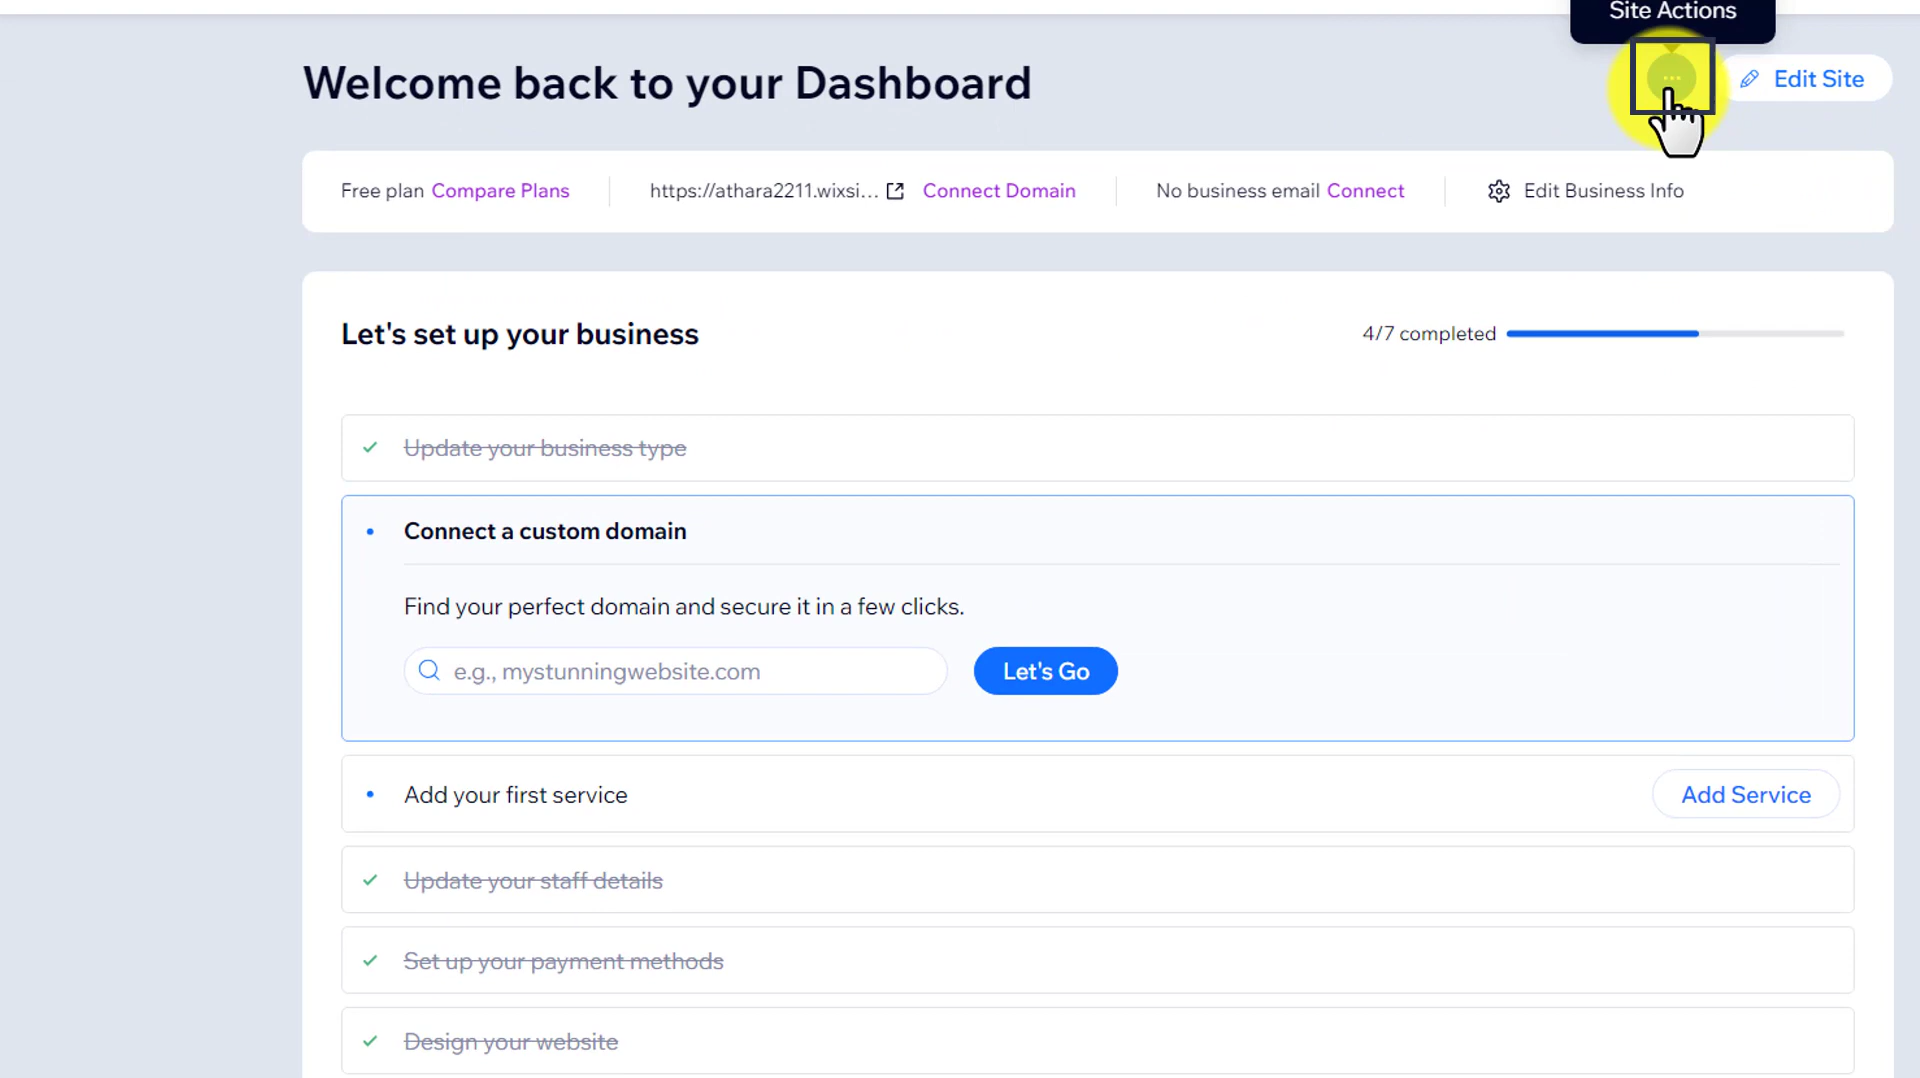 Site Actions
Welcome back to your Dashboard
Edit Site
Free plan Compare Plans
https://athara2211.wixsi... Connect Domain
No business email Connect
Edit Business Info
Let's set up your business
4/7 completed
Update your business type
Connect a custom domain
Find your perfect domain and secure it in a few clicks.
e.g., mystunningwebsite.com
Let's Go
Add your first service
Add Service
Update your staff details
Set up your payment methods
Design your website